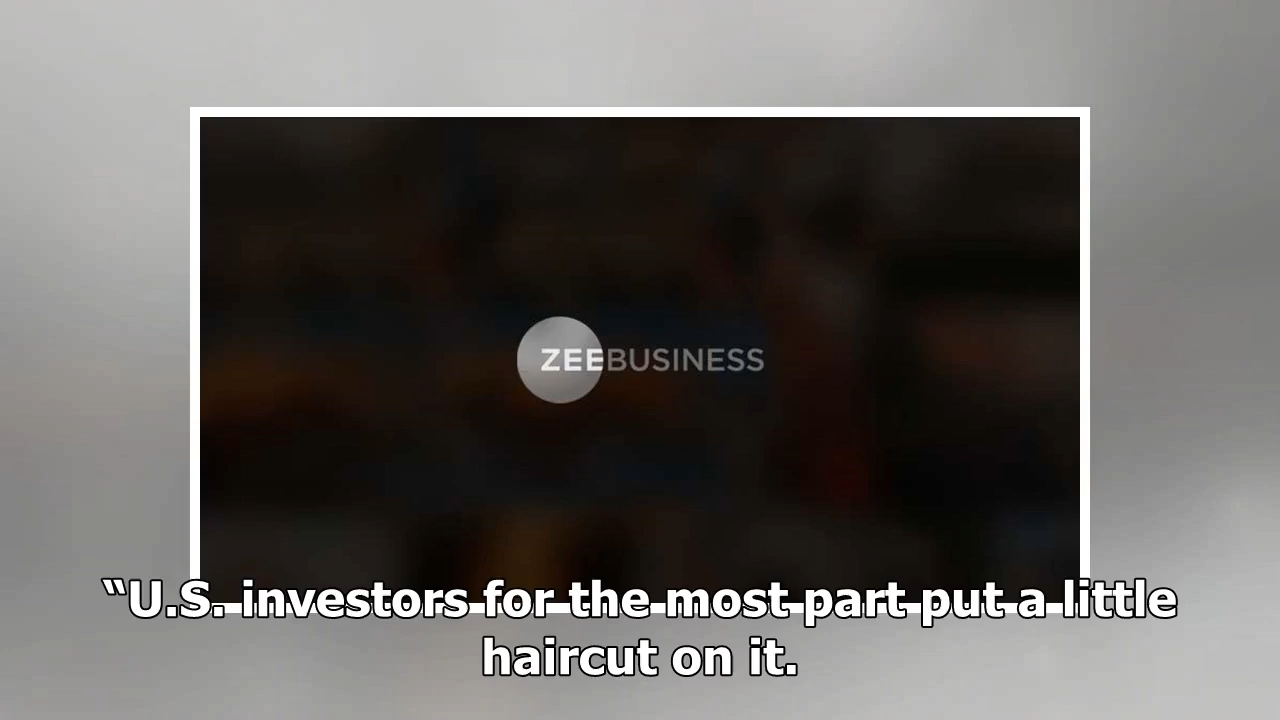 ZEEBUSINESS
“U.S. investors for the most part put a little
haircut on it.